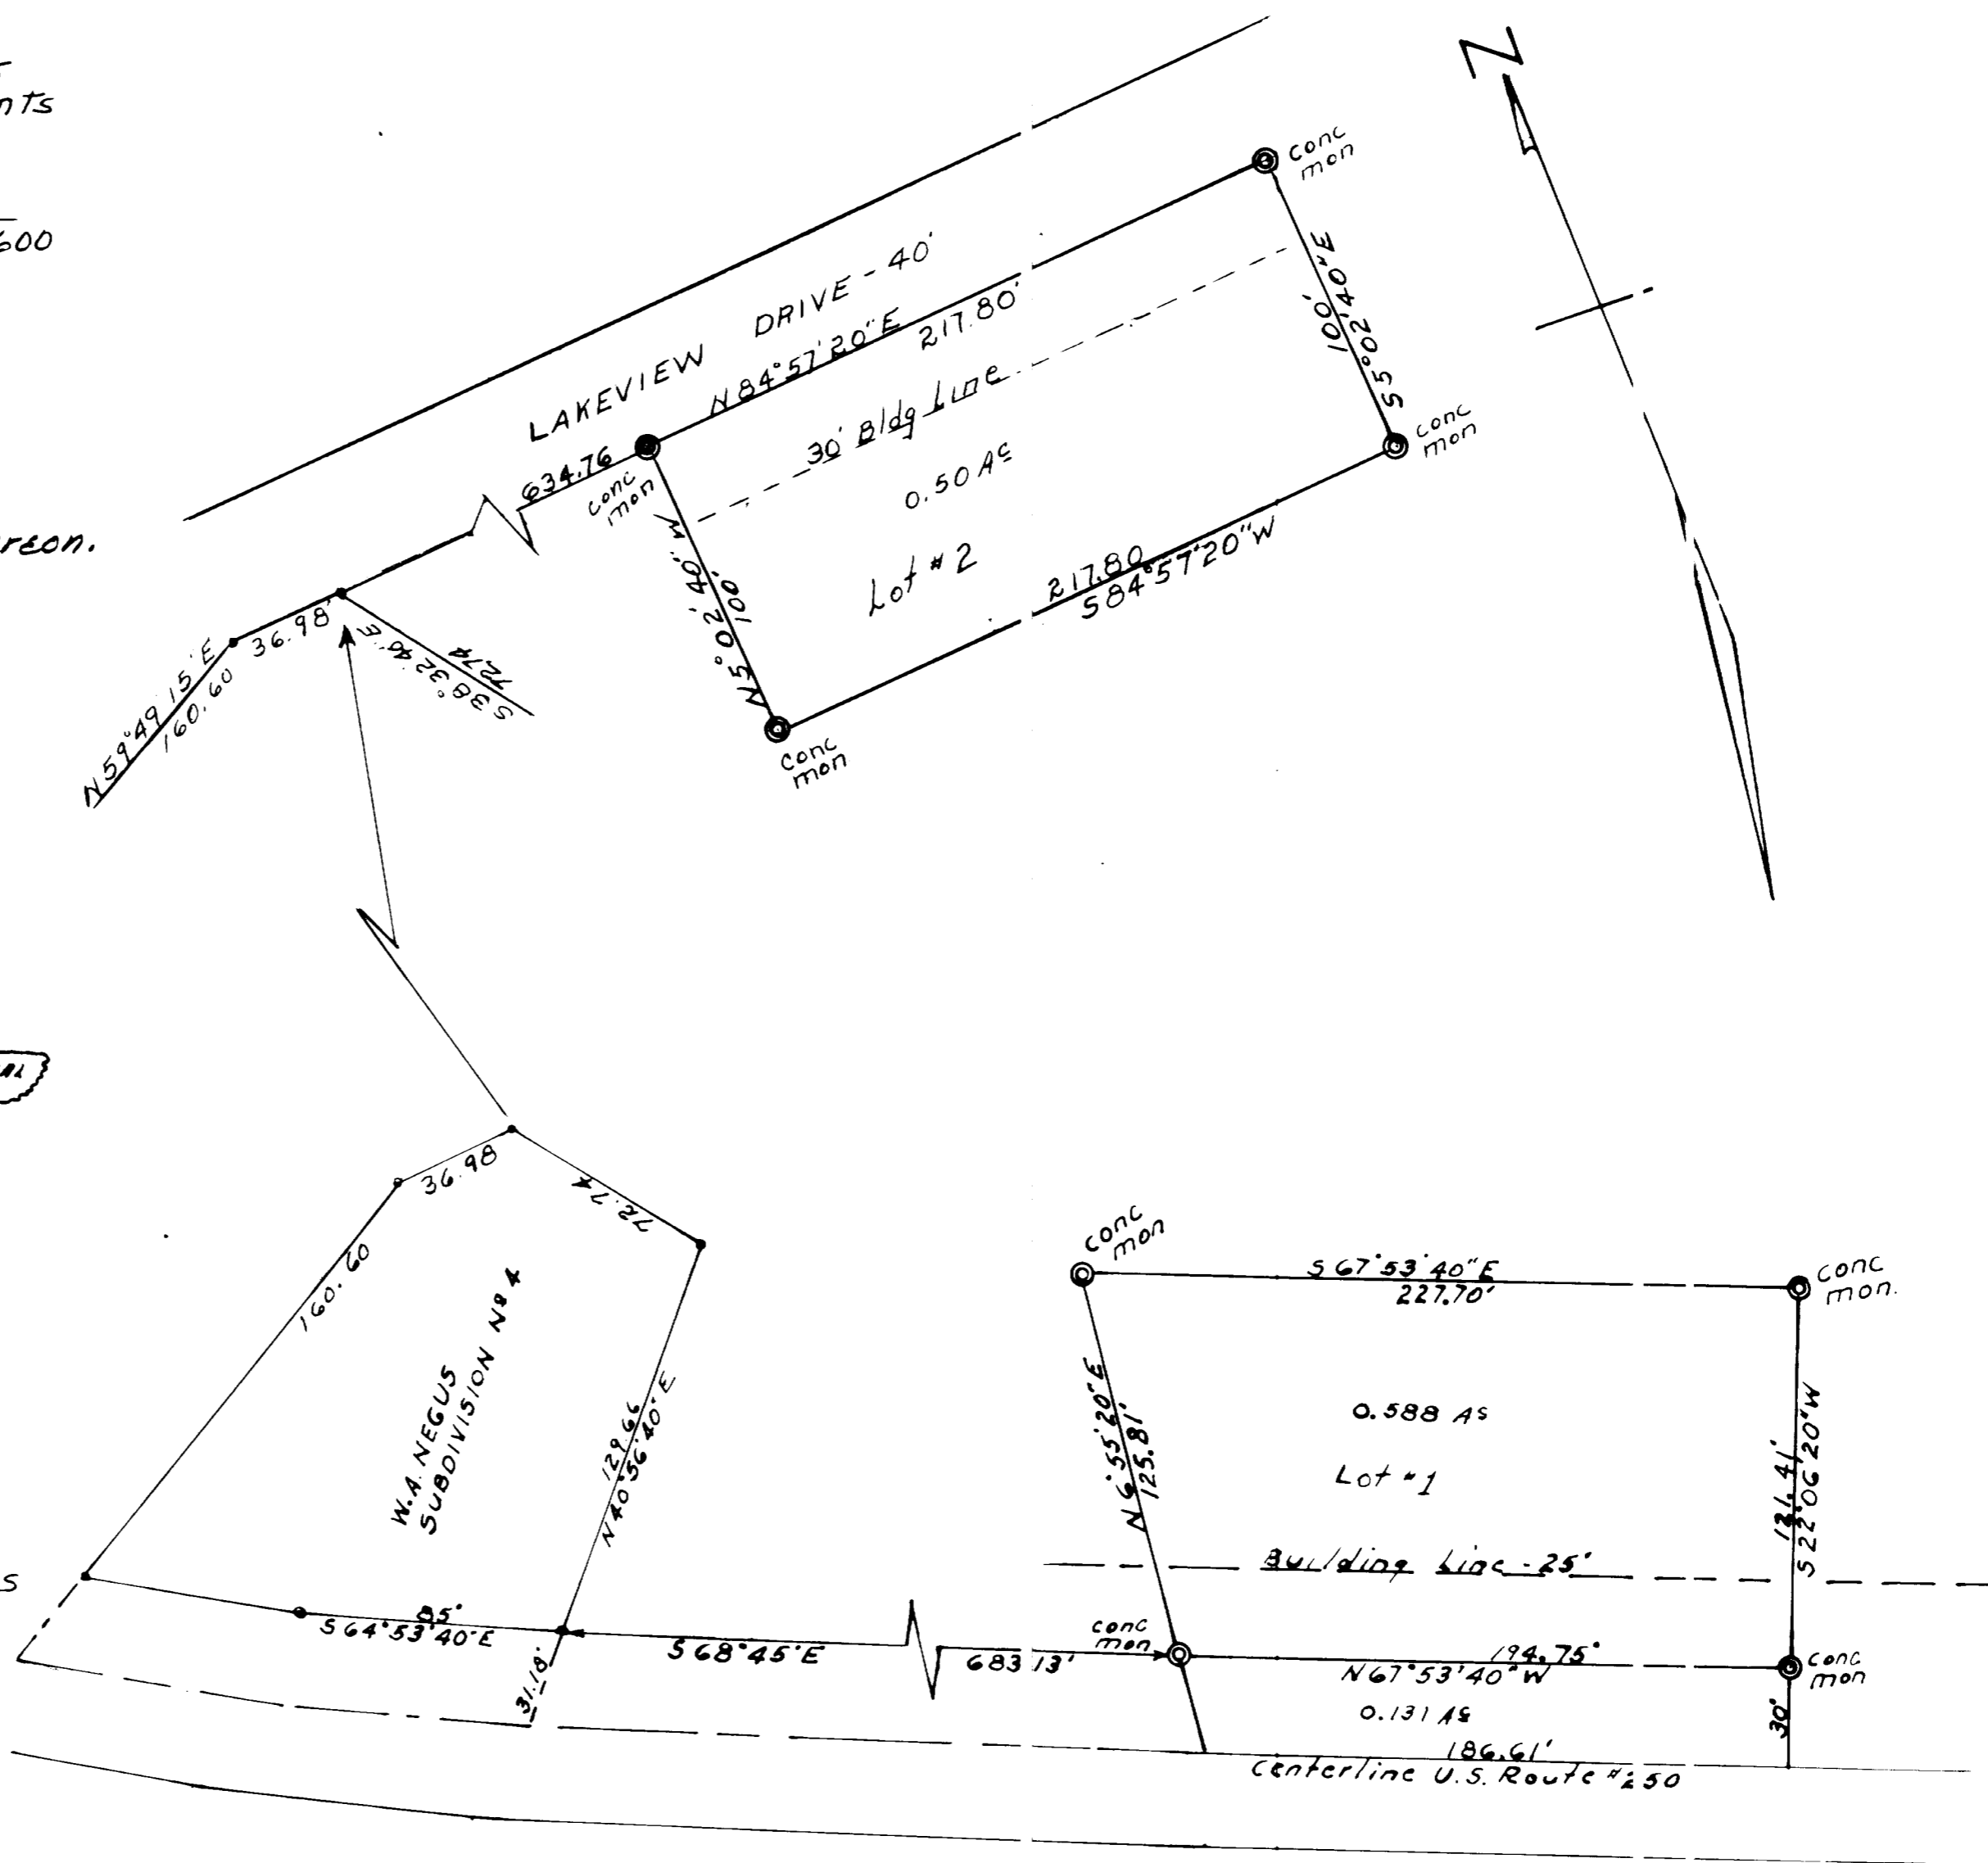 nts
600
reon.
N
conc
mon
LAKEVIEW DRIVE - 40'
N 84°57'20" E
217.80'
30' Bldg Line
100'
S 5°02'40" E
conc
mon
634.76
conc
mon
0.50 Ac
Lot #2
217.80
S 84°57'20" W
N 5°02'40" W
100'
conc
mon
36.98'
N 59°49'15" E
160.60
72.74
36.98
72.74
160.60
W.A. NEGUS
SUBDIVISION No 4
129.66
N 40°56'40" E
85'
S 64°53'40" E
31.18'
S 68°45' E
683.13'
conc
mon
S 67°53'40" E
227.70'
conc
mon.
N 6°55'20" E
125.81'
0.588 As
Lot #1
121.41'
S 22°06'20" W
Building Line - 25'
conc
mon
194.75'
N 67°53'40" W
conc
mon
0.131 As
30'
186.61'
Centerline U.S. Route #250
S